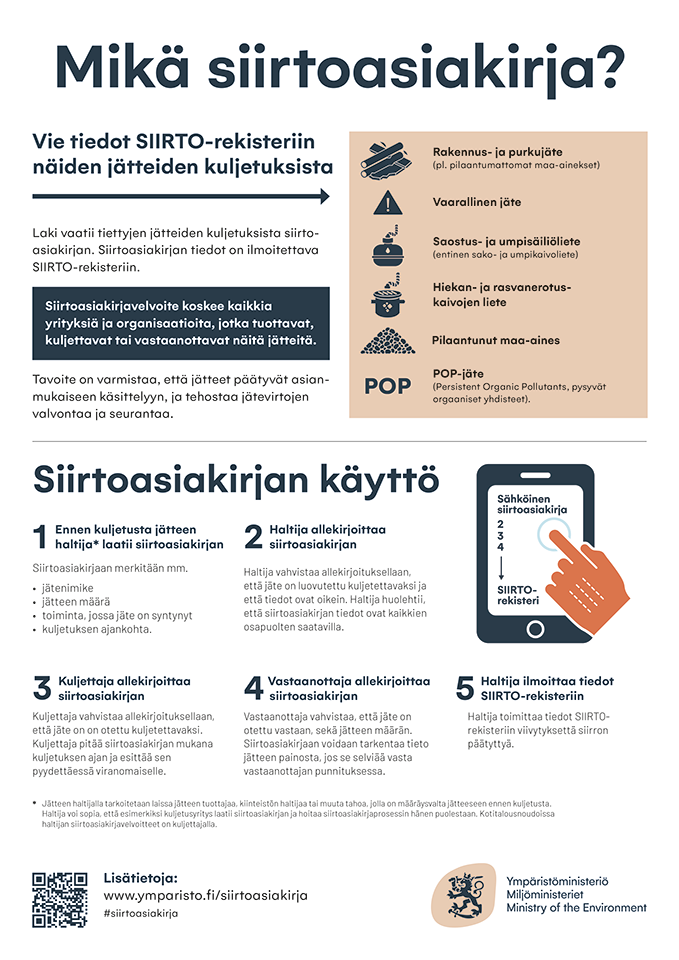 Mikä siirtoasiakirja?
Vie tiedot SIIRTO-rekisteriin
näiden jätteiden kuljetuksista
Laki vaatii tiettyjen jätteiden kuljetuksista siirto-
asiakirjan. Siirtoasiakirjan tiedot on ilmoitettava
SIIRTO-rekisteriin.
Siirtoasiakirjavelvoite koskee kaikkia
yrityksiä ja organisaatioita, jotka tuottavat,
kuljettavat tai vastaanottavat näitä jätteitä.
Tavoite on varmistaa, että jätteet päätyvät asian-
mukaiseen käsittelyyn, ja tehostaa jätevirtojen
valvontaa ja seurantaa.
Rakennus- ja purkujäte
(pl. pilaantumattomat maa-ainekset)
Vaarallinen jäte
Saostus- ja umpisäiliöliete
(entinen sako- ja umpikaivoliete)
Hiekan- ja rasvanerotus-
kaivojen liete
Pilaantunut maa-aines
POP
POP-jäte
(Persistent Organic Pollutants, pysyvät
orgaaniset yhdisteet).
Siirtoasiakirjan käyttö
1 Ennen kuljetusta jätteen
haltija* laatii siirtoasiakirjan
Siirtoasiakirjaan merkitään mm.
• jätenimike
• jätteen määrä
• toiminta, jossa jäte on syntynyt
• kuljetuksen ajankohta.
2 Haltija allekirjoittaa
siirtoasiakirjan
Haltija vahvistaa allekirjoituksellaan,
että jäte on luovutettu kuljetettavaksi ja
että tiedot ovat oikein. Haltija huolehtii,
että siirtoasiakirjan tiedot ovat kaikkien
osapuolten saatavilla.
Sähköinen
siirtoasiakirja
2
3
4
SIIRTO-
rekisteri
3 Kuljettaja allekirjoittaa
siirtoasiakirjan
Kuljettaja vahvistaa allekirjoituksellaan,
että jäte on on otettu kuljetettavaksi.
Kuljettaja pitää siirtoasiakirjan mukana
kuljetuksen ajan ja esittää sen
pyydettäessä viranomaiselle.
4 Vastaanottaja allekirjoittaa
siirtoasiakirjan
Vastaanottaja vahvistaa, että jäte on
otettu vastaan, sekä jätteen määrän.
Siirtoasiakirjaan voidaan tarkentaa tieto
jätteen painosta, jos se selviää vasta
vastaanottajan punnituksessa.
5 Haltija ilmoittaa tiedot
SIIRTO-rekisteriin
Haltija toimittaa tiedot SIIRTO-
rekisteriin viivytyksettä siirron
päätyttyä.
* Jätteen haltijalla tarkoitetaan laissa jätteen tuottajaa, kiinteistön haltijaa tai muuta tahoa, jolla on määräysvalta jätteeseen ennen kuljetusta.
Haltija voi sopia, että esimerkiksi kuljetusyritys laatii siirtoasiakirjan ja hoitaa siirtoasiakirjaprosessin hänen puolestaan. Kotitalousnoudoissa
haltijan siirtoasiakirjavelvoitteet on kuljettajalla.
Lisätietoja:
www.ymparisto.fi/siirtoasiakirja
#siirtoasiakirja
Ympäristöministeriö
Miljöministeriet
Ministry of the Environment